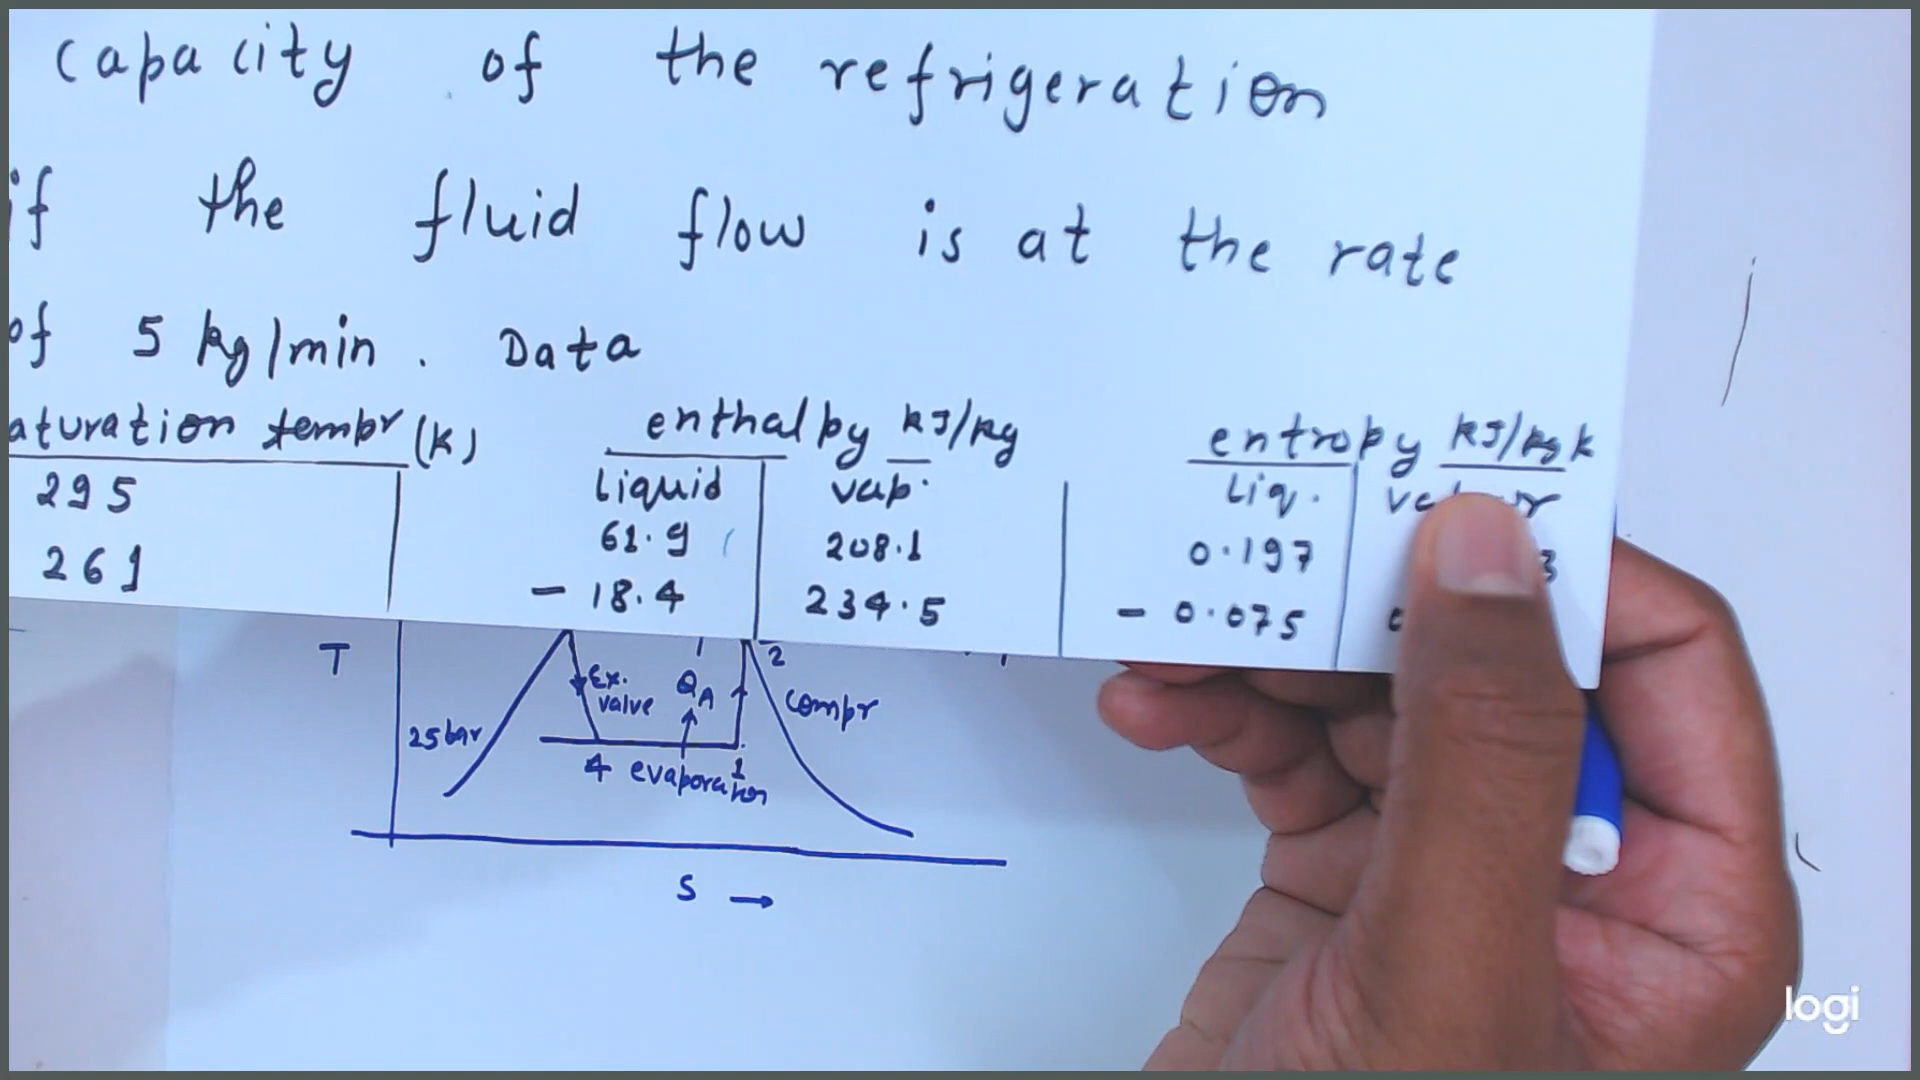 capacity of the refrigeration
if the fluid flow is at the rate
of 5 kg/min. Data
aturation tempr (K) enthalpy kJ/kg entropy kJ/kg k
liquid vap. Liq.
295 61.9 208.1 0.197
261 - 18.4 234.5 - 0.075
T
2
Ex. valve
QA
compr
25 bar
4 evaporator
1
S →
logi